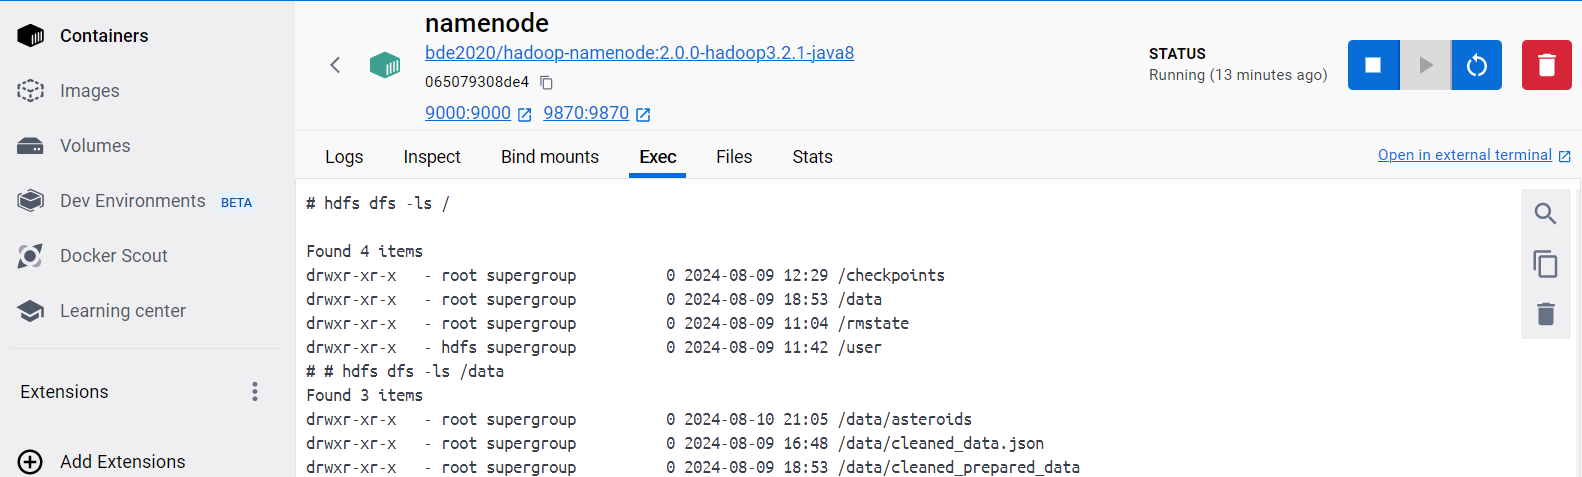 Containers
Images
Volumes
Dev Environments BETA
Docker Scout
Learning center
Extensions
Add Extensions
namenode
bde2020/hadoop-namenode:2.0.0-hadoop3.2.1-java8
065079308de4
9000:9000 9870:9870
STATUS
Running (13 minutes ago)
Logs Inspect Bind mounts Exec Files Stats
Open in external terminal
# hdfs dfs -ls /
Found 4 items
drwxr-xr-x   - root supergroup          0 2024-08-09 12:29 /checkpoints
drwxr-xr-x   - root supergroup          0 2024-08-09 18:53 /data
drwxr-xr-x   - root supergroup          0 2024-08-09 11:04 /rmstate
drwxr-xr-x   - hdfs supergroup          0 2024-08-09 11:42 /user
# # hdfs dfs -ls /data
Found 3 items
drwxr-xr-x   - root supergroup          0 2024-08-10 21:05 /data/asteroids
drwxr-xr-x   - root supergroup          0 2024-08-09 16:48 /data/cleaned_data.json
drwxr-xr-x   - root supergroup          0 2024-08-09 18:53 /data/cleaned_prepared_data